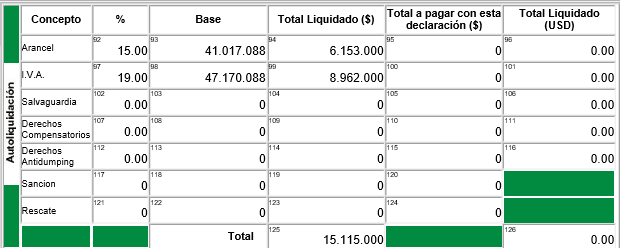 Autoliquidación
Concepto % Base Total Liquidado ($) Total a pagar con esta declaración ($) Total Liquidado (USD)
Arancel 92 15.00 93 41.017.088 94 6.153.000 95 0 96 0.00
I.V.A. 97 19.00 98 47.170.088 99 8.962.000 100 0 101 0.00
Salvaguardia 102 0.00 103 0 104 0 105 0 106 0.00
Derechos Compensatorios 107 0.00 108 0 109 0 110 0 111 0.00
Derechos Antidumping 112 0.00 113 0 114 0 115 0 116 0.00
Sancion 117 0 118 0 119 0 120 0
Rescate 121 0 122 0 123 0 124 0
Total 125 15.115.000 126 0.00